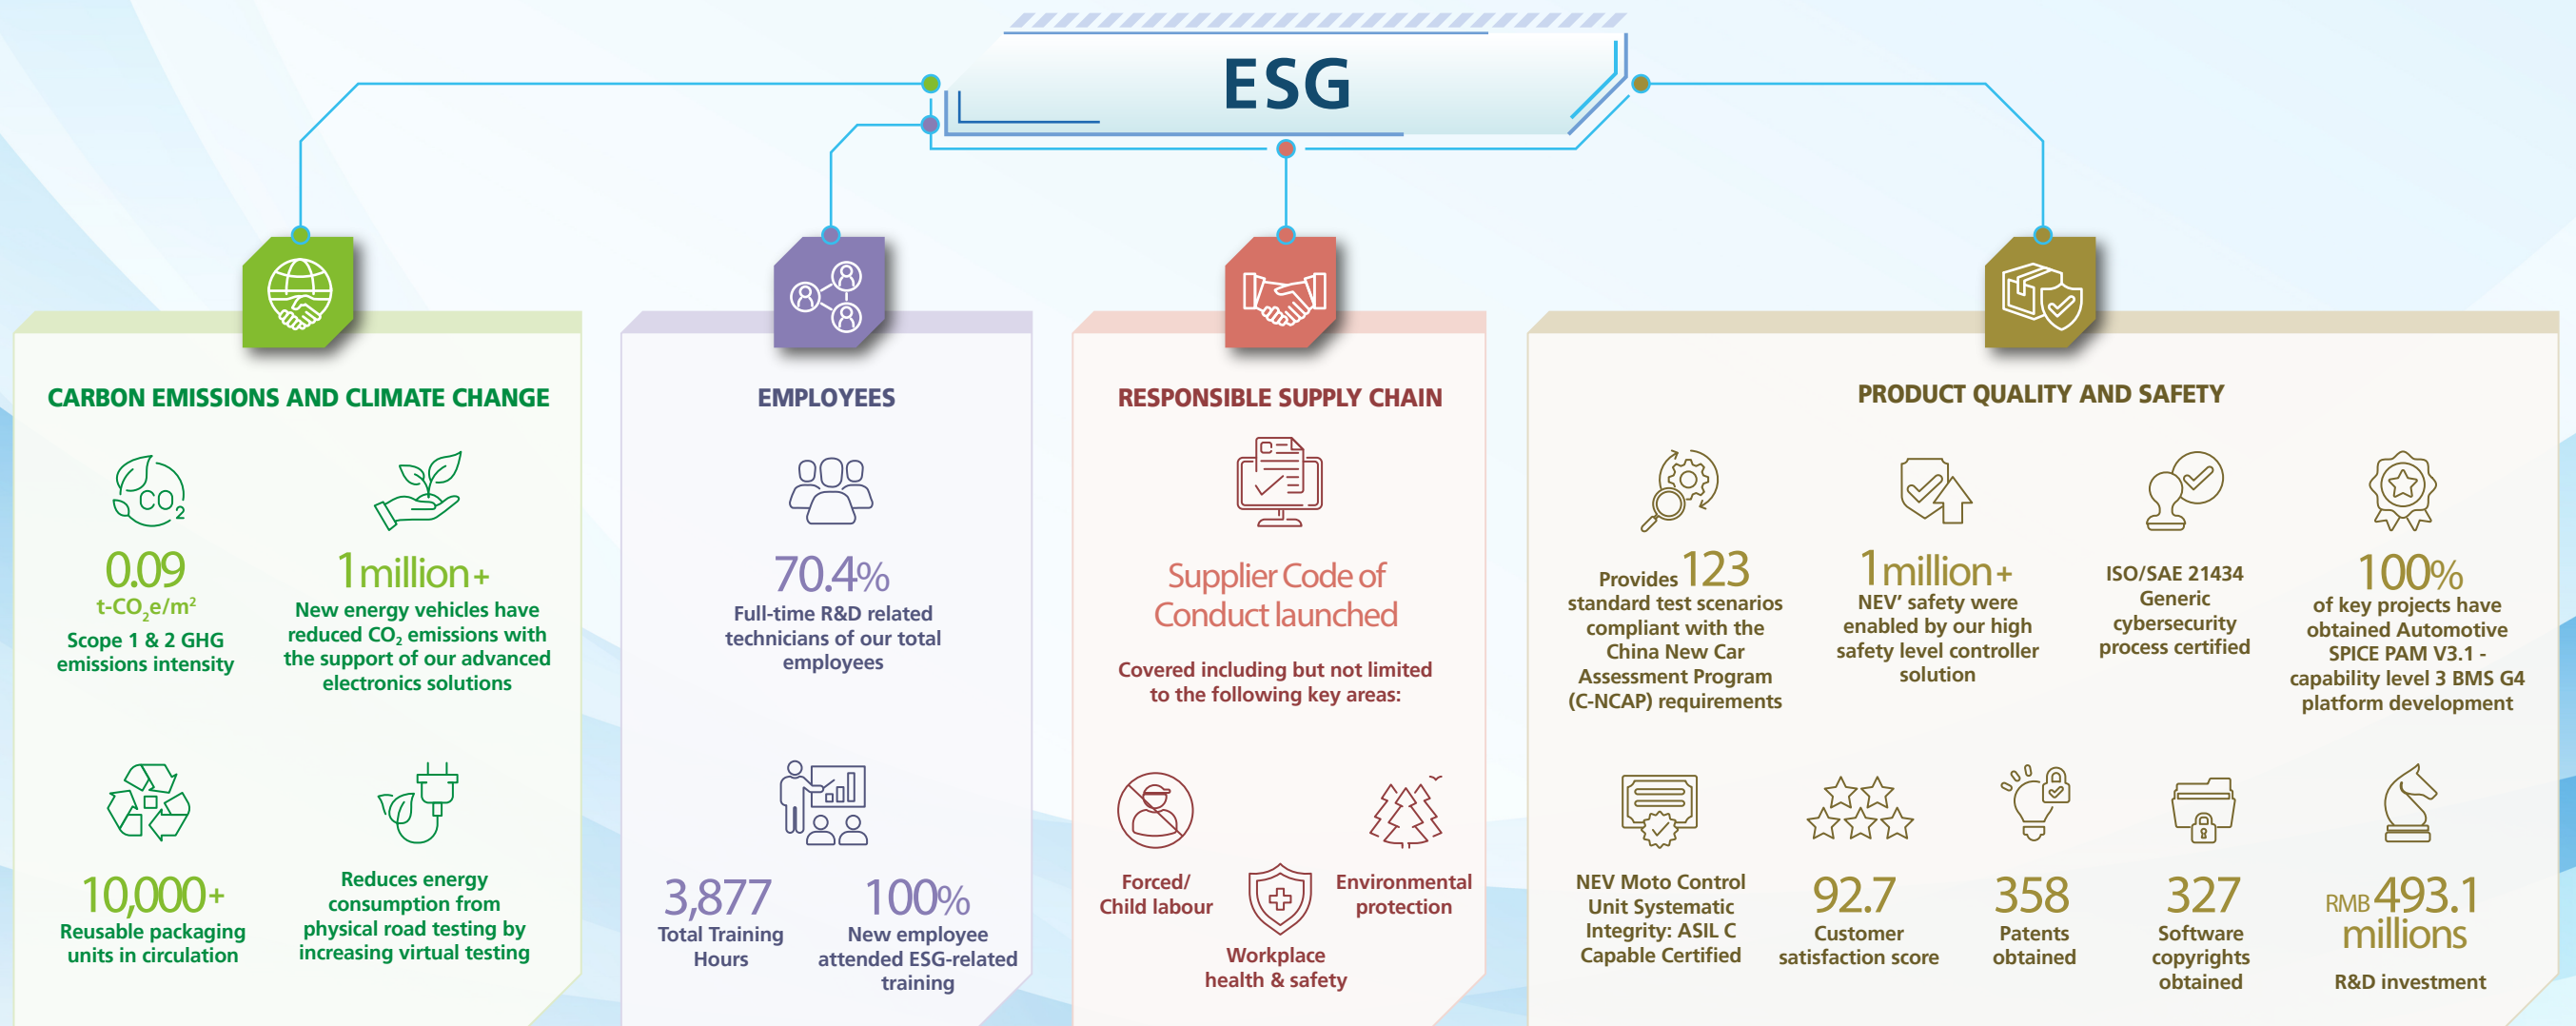 ESG
CARBON EMISSIONS AND CLIMATE CHANGE
CO2
0.09
t-CO₂e/m²
Scope 1 & 2 GHG
emissions intensity
1 million+
New energy vehicles have
reduced CO₂ emissions with
the support of our advanced
electronics solutions
10,000+
Reusable packaging
units in circulation
Reduces energy
consumption from
physical road testing by
increasing virtual testing
EMPLOYEES
70.4%
Full-time R&D related
technicians of our total
employees
3,877
Total Training
Hours
100%
New employee
attended ESG-related
training
RESPONSIBLE SUPPLY CHAIN
Supplier Code of
Conduct launched
Covered including but not limited
to the following key areas:
Forced/
Child labour
Workplace
health & safety
Environmental
protection
PRODUCT QUALITY AND SAFETY
Provides 123
standard test scenarios
compliant with the
China New Car
Assessment Program
(C-NCAP) requirements
1 million+
NEV’ safety were
enabled by our high
safety level controller
solution
ISO/SAE 21434
Generic
cybersecurity
process certified
100%
of key projects have
obtained Automotive
SPICE PAM V3.1 -
capability level 3 BMS G4
platform development
NEV Moto Control
Unit Systematic
Integrity: ASIL C
Capable Certified
92.7
Customer
satisfaction score
358
Patents
obtained
327
Software
copyrights
obtained
RMB 493.1
millions
R&D investment